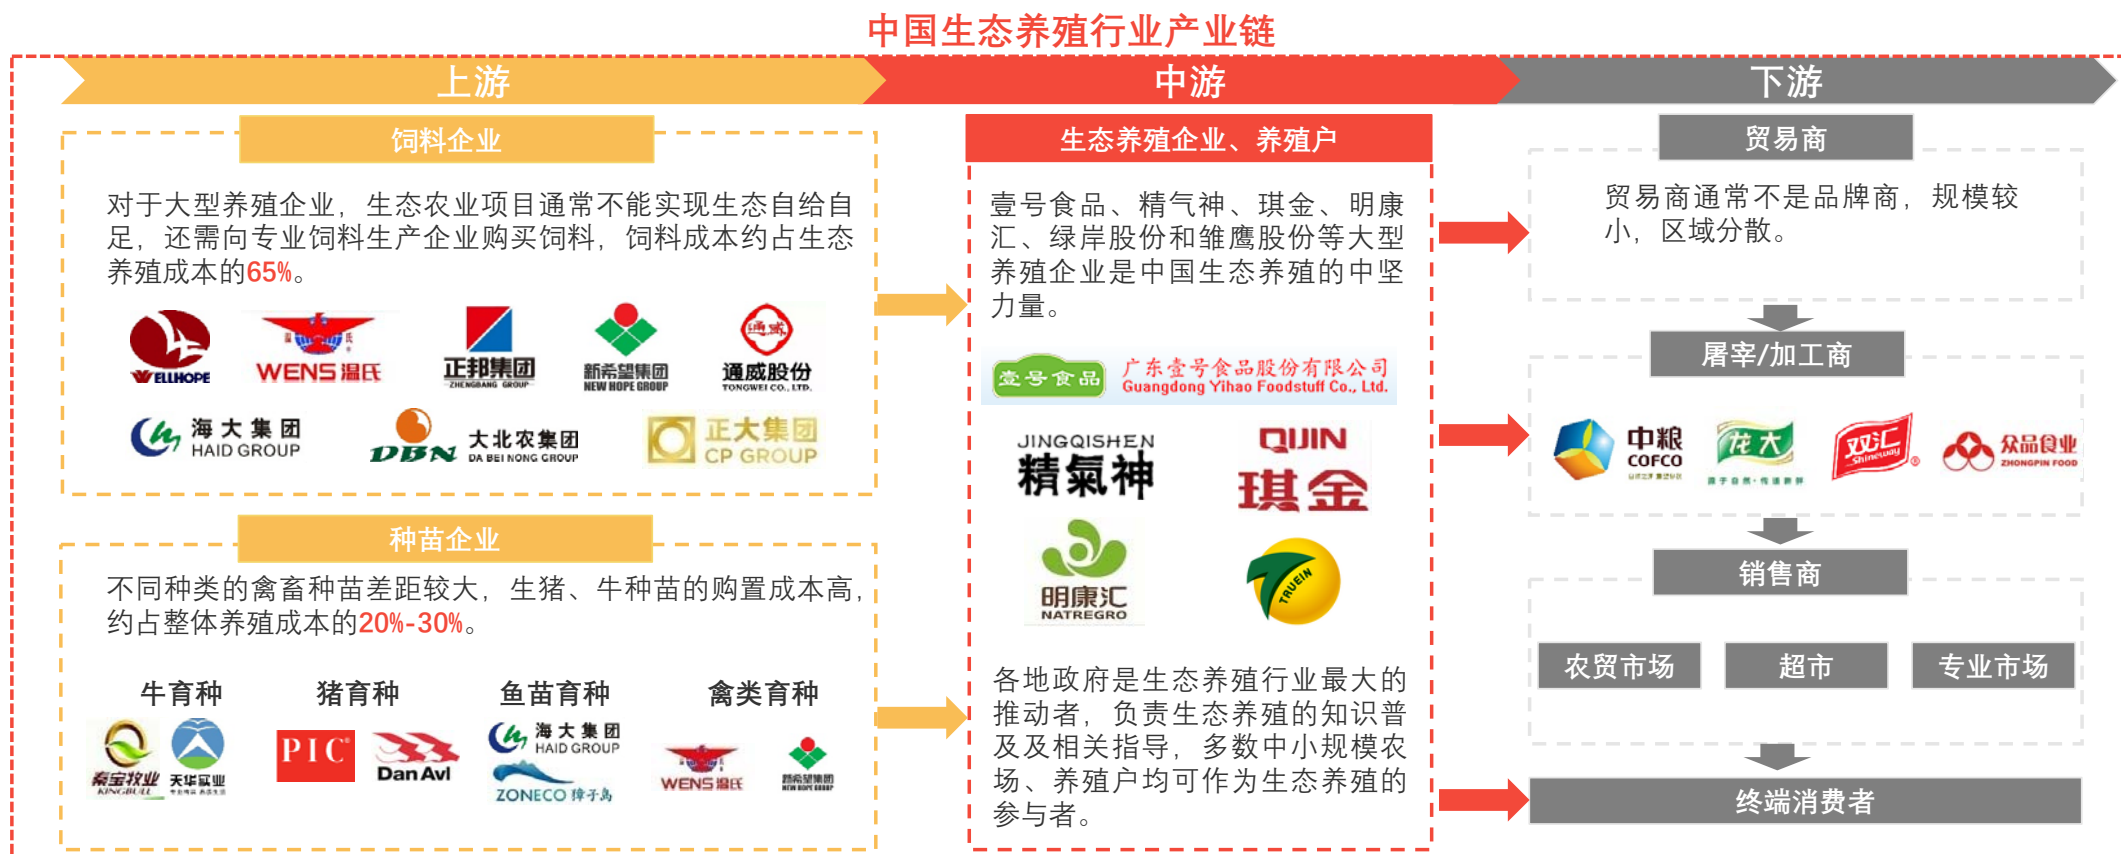 中国生态养殖行业产业链
上游
中游
下游
饲料企业
对于大型养殖企业，生态农业项目通常不能实现生态自给自
足，还需向专业饲料生产企业购买饲料，饲料成本约占生态
养殖成本的65%。
WELLHOPE
WENS 温氏
正邦集团
ZHENGBANG GROUP
新希望集团
NEW HOPE GROUP
通威
通威股份
TONGWEI CO., LTD.
海大集团
HAID GROUP
DBN
大北农集团
DA BEI NONG GROUP
正大集团
CP GROUP
种苗企业
不同种类的禽畜种苗差距较大，生猪、牛种苗的购置成本高，
约占整体养殖成本的20%-30%。
牛育种
猪育种
鱼苗育种
禽类育种
秦宝牧业
KINGBULL
天华实业
PIC
DanAvl
海大集团
HAID GROUP
ZONECO 獐子岛
WENS 温氏
新希望集团
NEW HOPE GROUP
生态养殖企业、养殖户
壹号食品、精气神、琪金、明康
汇、绿岸股份和雏鹰股份等大型
养殖企业是中国生态养殖的中坚
力量。
壹号食品
广东壹号食品股份有限公司
Guangdong Yihao Foodstuff Co., Ltd.
JINGQISHEN
精氣神
QIJIN
琪金
明康汇
NATREGRO
TRUEIN
各地政府是生态养殖行业最大的
推动者，负责生态养殖的知识普
及及相关指导，多数中小规模农
场、养殖户均可作为生态养殖的
参与者。
贸易商
贸易商通常不是品牌商，规模较
小，区域分散。
屠宰/加工商
中粮
COFCO
龙大
源于自然·传递新鲜
双汇
Shineway
众品食业
ZHONGPIN FOOD
销售商
农贸市场
超市
专业市场
终端消费者